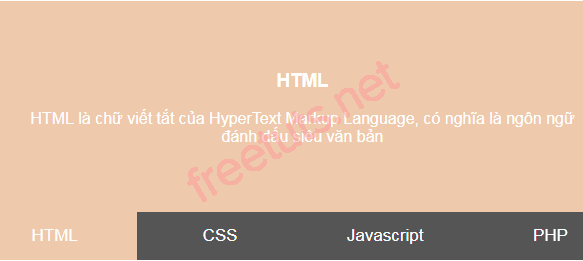 HTML
HTML là chữ viết tắt của HyperText Markup Language, có nghĩa là ngôn ngữ
đánh dấu siêu văn bản
freetuts.net
HTML CSS Javascript PHP